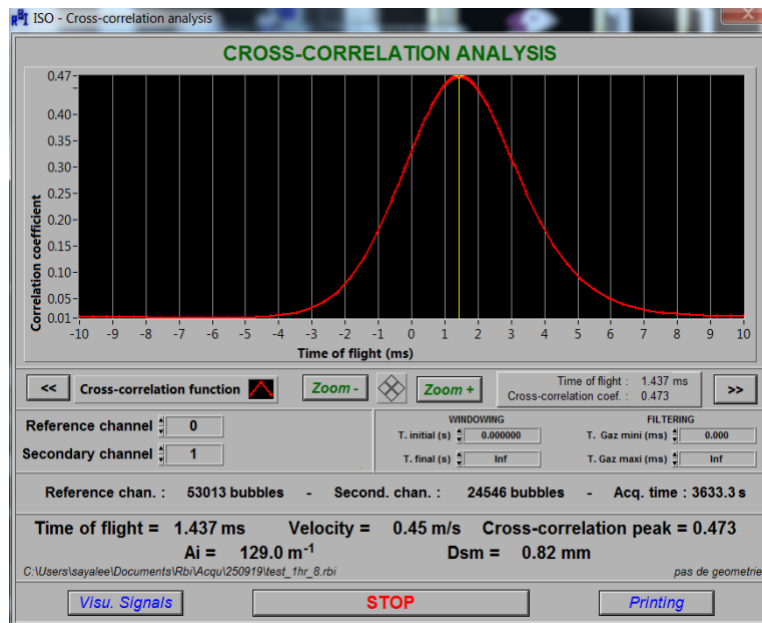 RBI ISO - Cross-correlation analysis
CROSS-CORRELATION ANALYSIS
0.47
0.40
0.35
0.30
0.25
0.20
0.15
0.10
0.05
0.01
Correlation coefficient
-10 -9 -8 -7 -6 -5 -4 -3 -2 -1 0 1 2 3 4 5 6 7 8 9 10
Time of flight (ms)
<< Cross-correlation function Zoom - Zoom + Time of flight : 1.437 ms >>
Cross-correlation coef. : 0.473
Reference channel 0
Secondary channel 1
WINDOWING FILTERING
T. initial (s) 0.000000 T. Gaz mini (ms) 0.000
T. final (s) Inf T. Gaz maxi (ms) Inf
Reference chan. : 53013 bubbles - Second. chan. : 24546 bubbles - Acq. time : 3633.3 s
Time of flight = 1.437 ms Velocity = 0.45 m/s Cross-correlation peak = 0.473
Ai = 129.0 m⁻¹ Dsm = 0.82 mm
C:\Users\sayalee\Documents\Rbi\Acqu\250919\test_1hr_8.rbi pas de geometrie
Visu. Signals STOP Printing